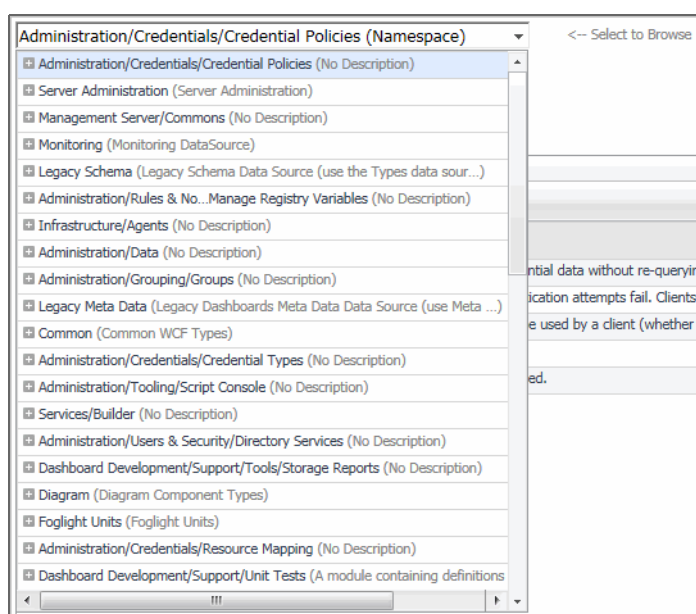 Administration/Credentials/Credential Policies (Namespace)
<-- Select to Browse
Administration/Credentials/Credential Policies (No Description)
Server Administration (Server Administration)
Management Server/Commons (No Description)
Monitoring (Monitoring DataSource)
Legacy Schema (Legacy Schema Data Source (use the Types data sour...)
Administration/Rules & No...Manage Registry Variables (No Description)
Infrastructure/Agents (No Description)
Administration/Data (No Description)
ntial data without re-queryin
Administration/Grouping/Groups (No Description)
ication attempts fail. Clients
Legacy Meta Data (Legacy Dashboards Meta Data Data Source (use Meta ...)
e used by a client (whether
Common (Common WCF Types)
Administration/Credentials/Credential Types (No Description)
Administration/Tooling/Script Console (No Description)
ed.
Services/Builder (No Description)
Administration/Users & Security/Directory Services (No Description)
Dashboard Development/Support/Tools/Storage Reports (No Description)
Diagram (Diagram Component Types)
Foglight Units (Foglight Units)
Administration/Credentials/Resource Mapping (No Description)
Dashboard Development/Support/Unit Tests (A module containing definitions